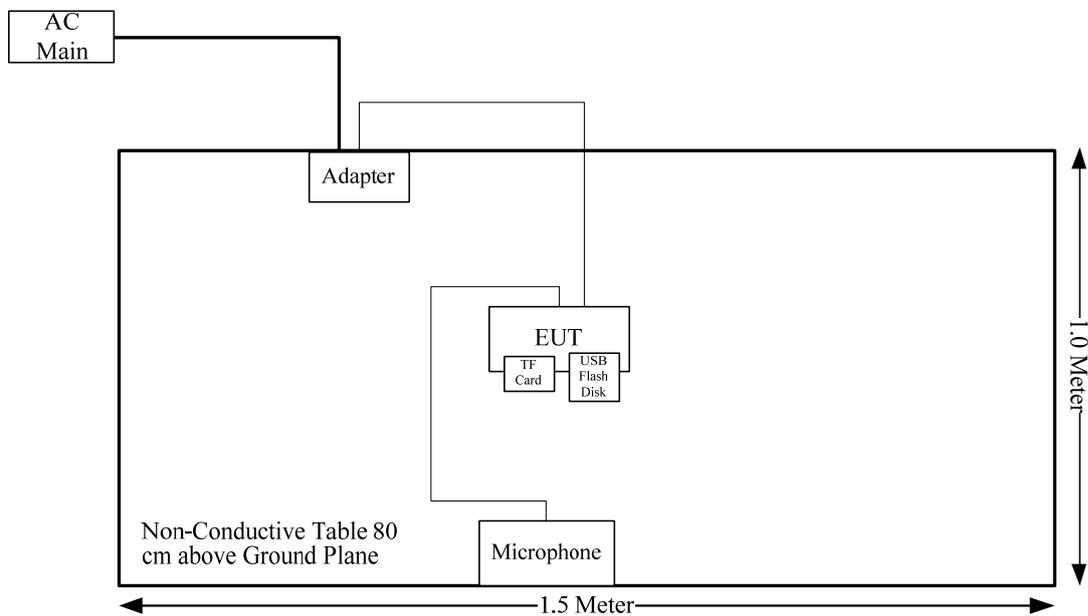 AC
Main
Adapter
EUT
TF
Card
USB
Flash
Disk
1.0 Meter
Non-Conductive Table 80
cm above Ground Plane
Microphone
1.5 Meter